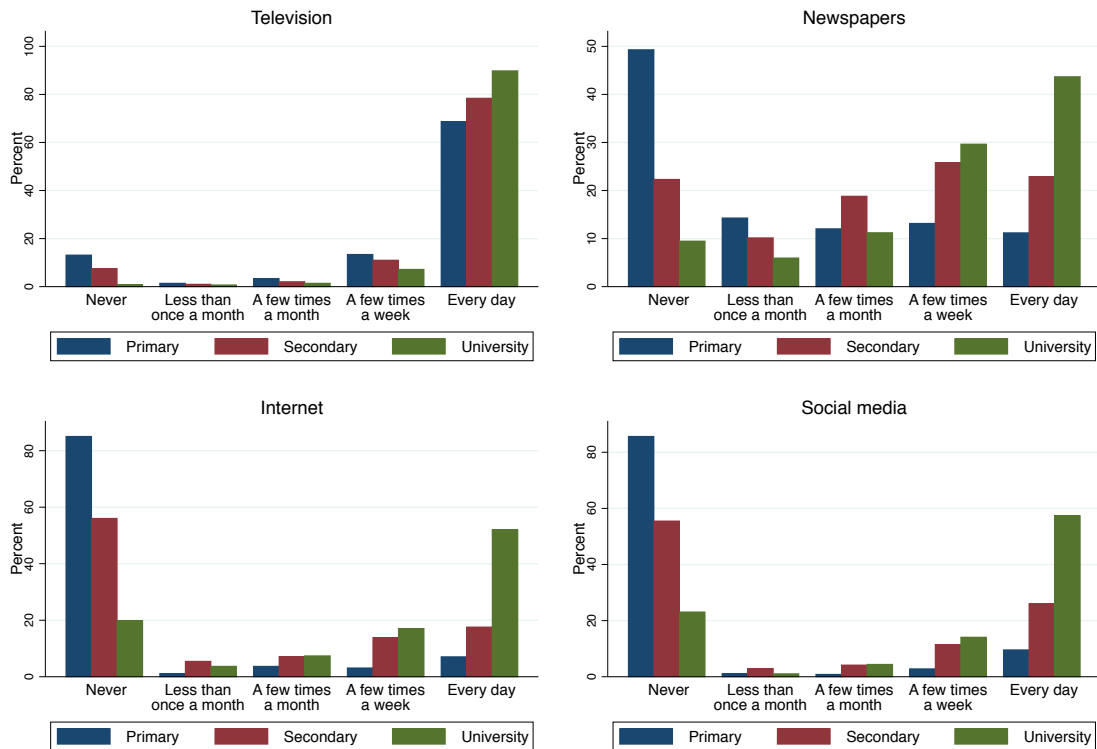 Television
Percent
0 20 40 60 80 100
Never Less than once a month A few times a month A few times a week Every day
Primary Secondary University
Newspapers
Percent
0 10 20 30 40 50
Never Less than once a month A few times a month A few times a week Every day
Primary Secondary University
Internet
Percent
0 20 40 60 80
Never Less than once a month A few times a month A few times a week Every day
Primary Secondary University
Social media
Percent
0 20 40 60 80
Never Less than once a month A few times a month A few times a week Every day
Primary Secondary University